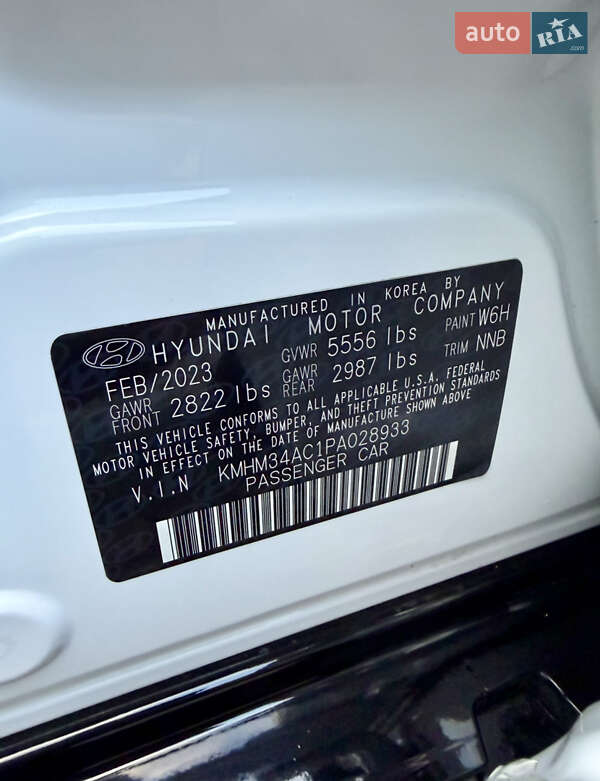 auto RIA .com
MANUFACTURED IN KOREA BY
HYUNDAI MOTOR COMPANY
FEB/2023 GVWR 5556 lbs PAINT W6H
GAWR FRONT 2822 lbs GAWR REAR 2987 lbs TRIM NNB
THIS VEHICLE CONFORMS TO ALL APPLICABLE U.S.A. FEDERAL
MOTOR VEHICLE SAFETY, BUMPER, AND THEFT PREVENTION STANDARDS
IN EFFECT ON THE DATE OF MANUFACTURE SHOWN ABOVE
V.I.N KMHM34AC1PA028933
PASSENGER CAR